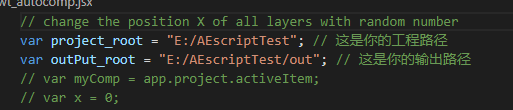 wt_autocomp.jsx
// change the position X of all layers with random number
var project_root = "E:/AEscriptTest"; // 这是你的工程路径
var outPut_root = "E:/AEscriptTest/out"; // 这是你的输出路径
// var myComp = app.project.activeItem;
// var x = 0;